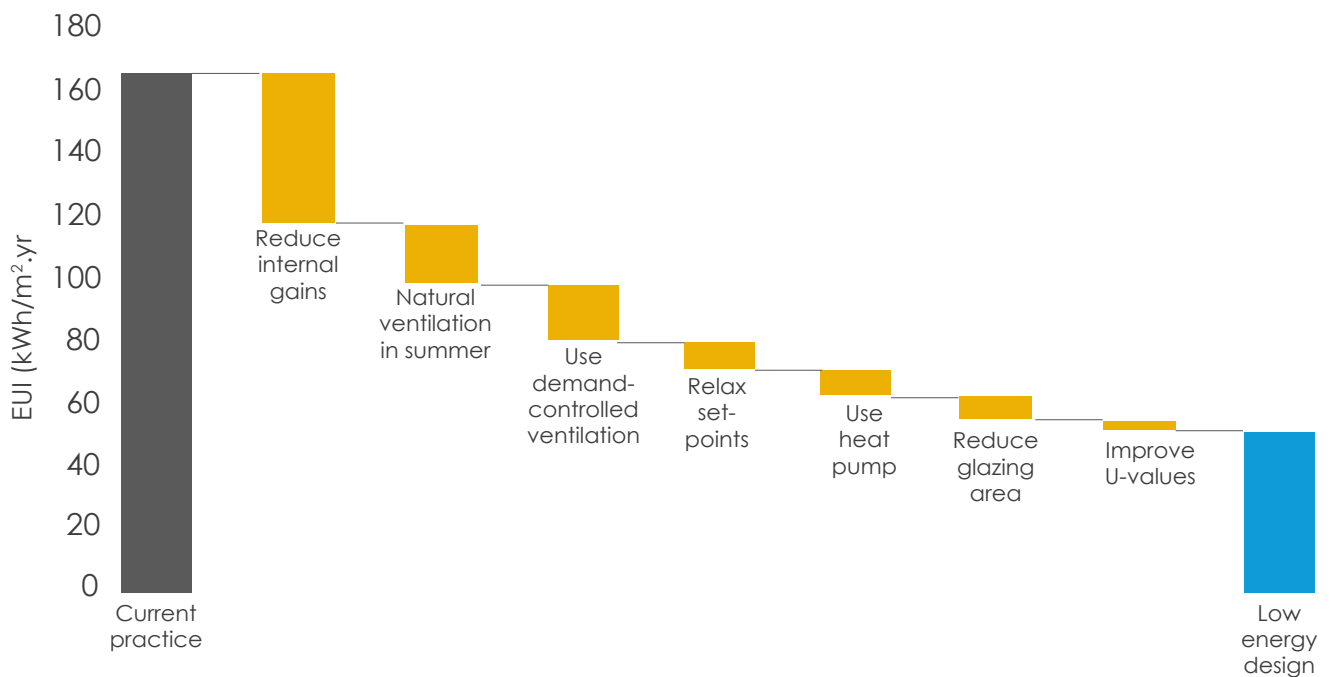 180
160
140
120
100
80
60
40
20
0
EUI (kWh/m².yr
Current
practice
Reduce
internal
gains
Natural
ventilation
in summer
Use
demand-
controlled
ventilation
Relax
set-
points
Use
heat
pump
Reduce
glazing
area
Improve
U-values
Low
energy
design